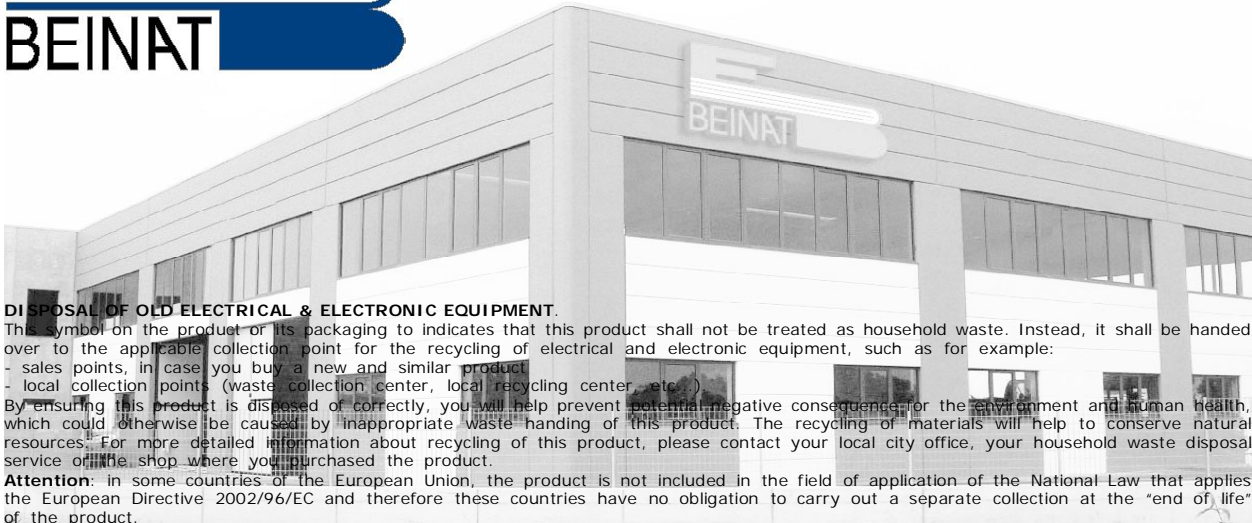 BEINAT
BEINAT
DISPOSAL OF OLD ELECTRICAL & ELECTRONIC EQUIPMENT.
This symbol on the product or its packaging to indicates that this product shall not be treated as household waste. Instead, it shall be handed
over to the applicable collection point for the recycling of electrical and electronic equipment, such as for example:
- sales points, in case you buy a new and similar product
- local collection points (waste collection center, local recycling center, etc...)
By ensuring this product is disposed of correctly, you will help prevent potential negative consequence for the environment and human health,
which could otherwise be caused by inappropriate waste handing of this product. The recycling of materials will help to conserve natural
resources. For more detailed information about recycling of this product, please contact your local city office, your household waste disposal
service or the shop where you purchased the product.
Attention: in some countries of the European Union, the product is not included in the field of application of the National Law that applies
the European Directive 2002/96/EC and therefore these countries have no obligation to carry out a separate collection at the “end of life”
of the product.